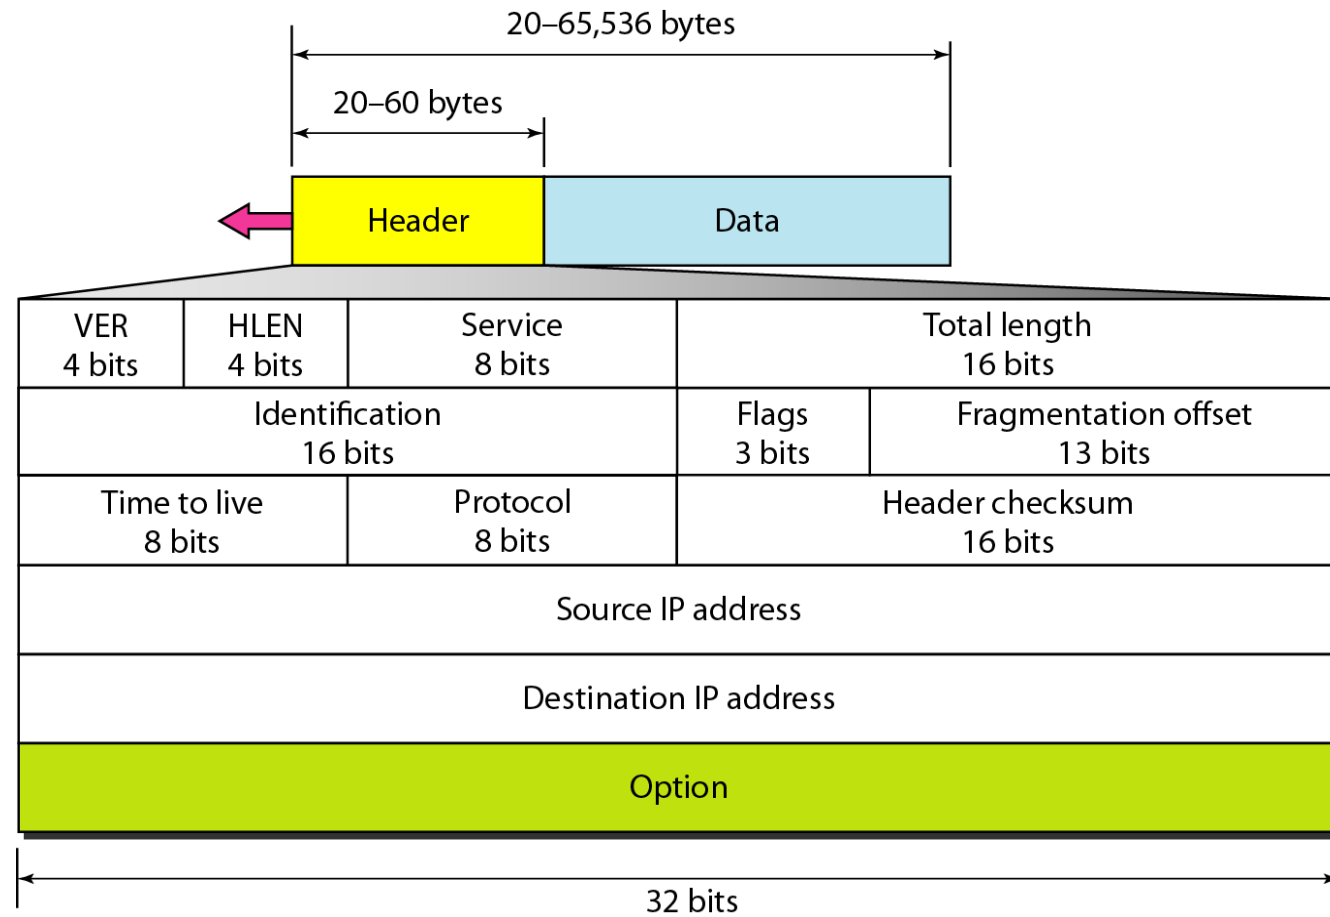 20–65,536 bytes
20–60 bytes
Header
Data
VER
4 bits
HLEN
4 bits
Service
8 bits
Total length
16 bits
Identification
16 bits
Flags
3 bits
Fragmentation offset
13 bits
Time to live
8 bits
Protocol
8 bits
Header checksum
16 bits
Source IP address
Destination IP address
Option
32 bits